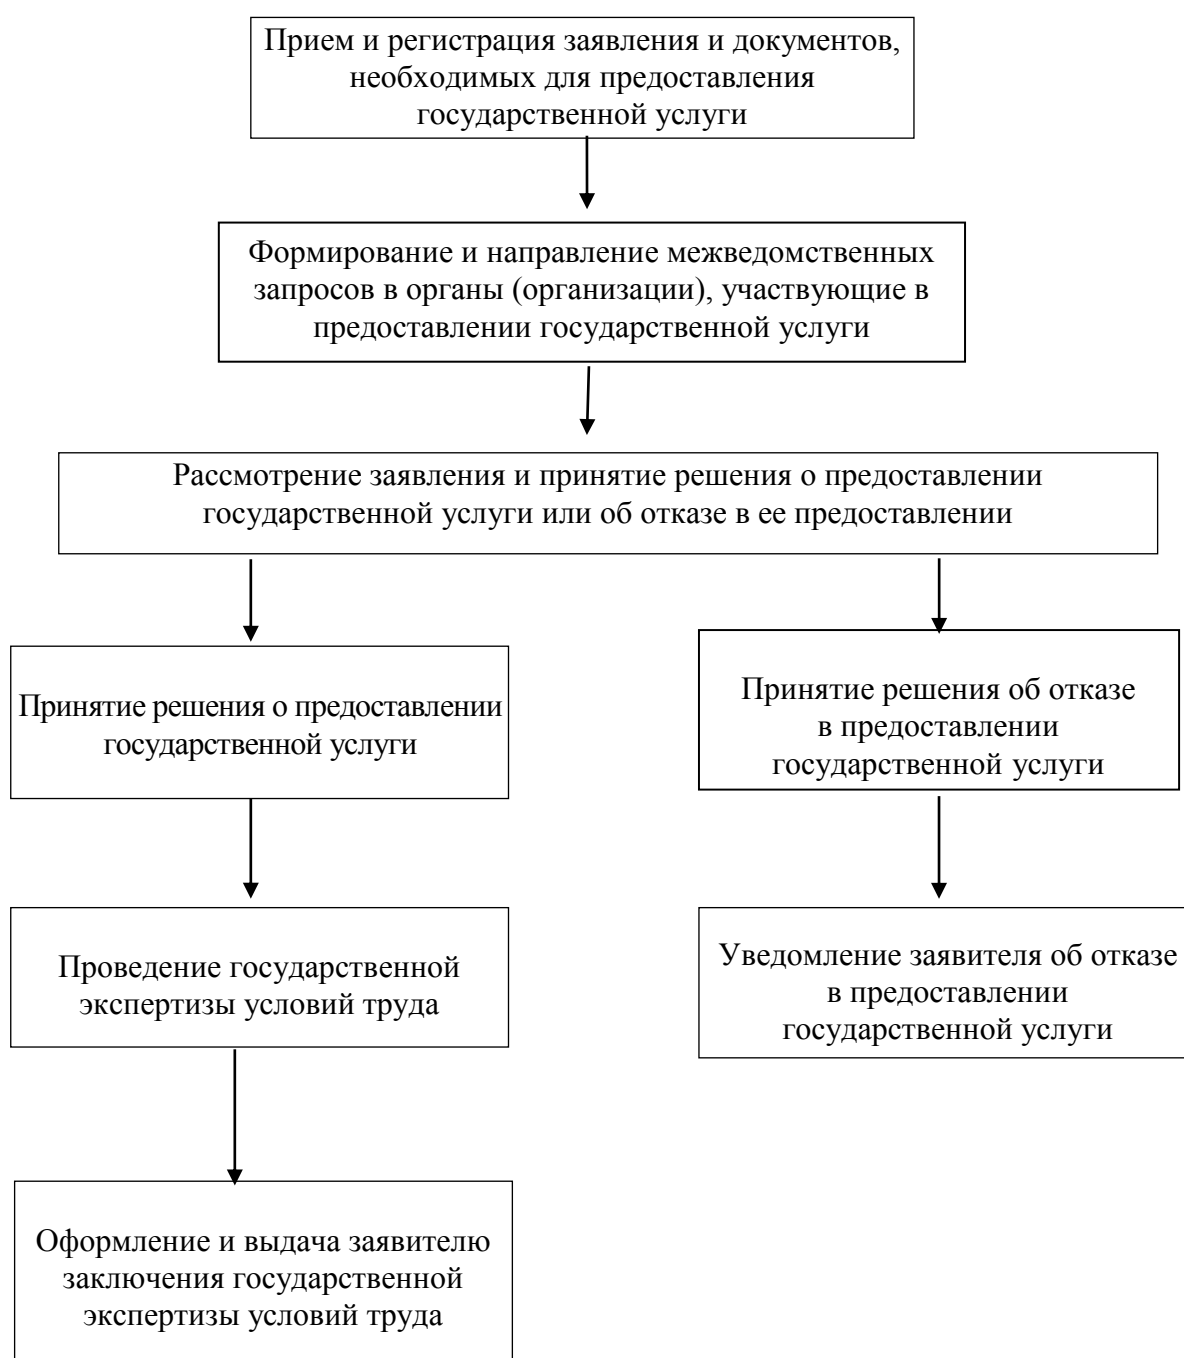 Прием и регистрация заявления и документов,
необходимых для предоставления
государственной услуги
Формирование и направление межведомственных
запросов в органы (организации), участвующие в
предоставлении государственной услуги
Рассмотрение заявления и принятие решения о предоставлении
государственной услуги или об отказе в ее предоставлении
Принятие решения о предоставлении
государственной услуги
Принятие решения об отказе
в предоставлении
государственной услуги
Проведение государственной
экспертизы условий труда
Уведомление заявителя об отказе
в предоставлении
государственной услуги
Оформление и выдача заявителю
заключения государственной
экспертизы условий труда